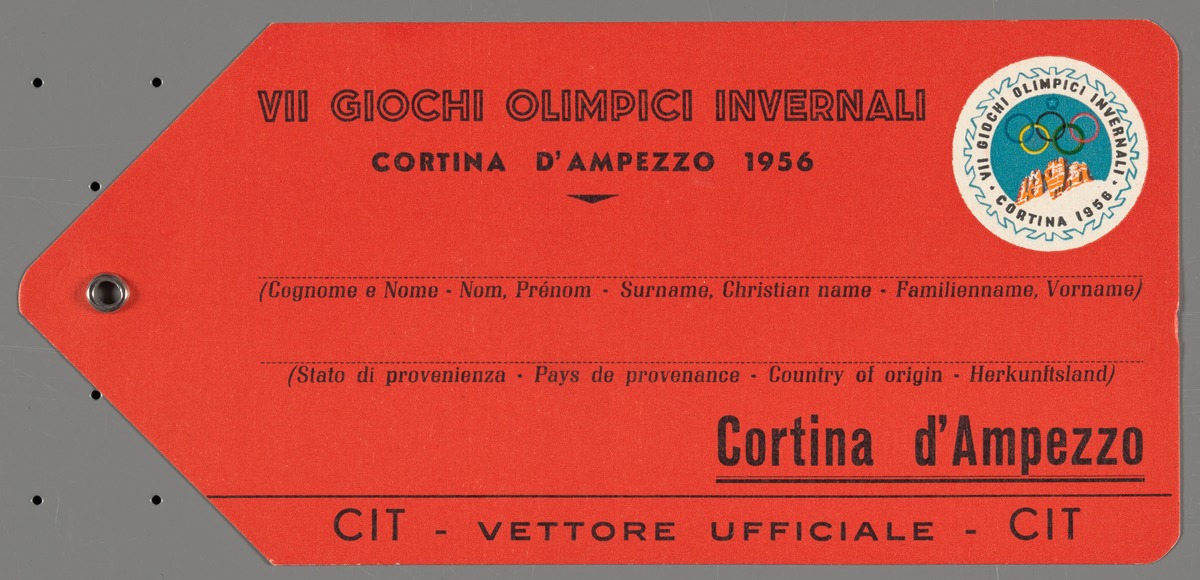 VII GIOCHI OLIMPICI INVERNALI
CORTINA D'AMPEZZO 1956
VII GIOCHI OLIMPICI INVERNALI
CORTINA 1956
(Cognome e Nome - Nom, Prénom - Surname, Christian name - Familienname, Vorname)
(Stato di provenienza - Pays de provenance - Country of origin - Herkunftsland)
Cortina d'Ampezzo
CIT - VETTORE UFFICIALE - CIT